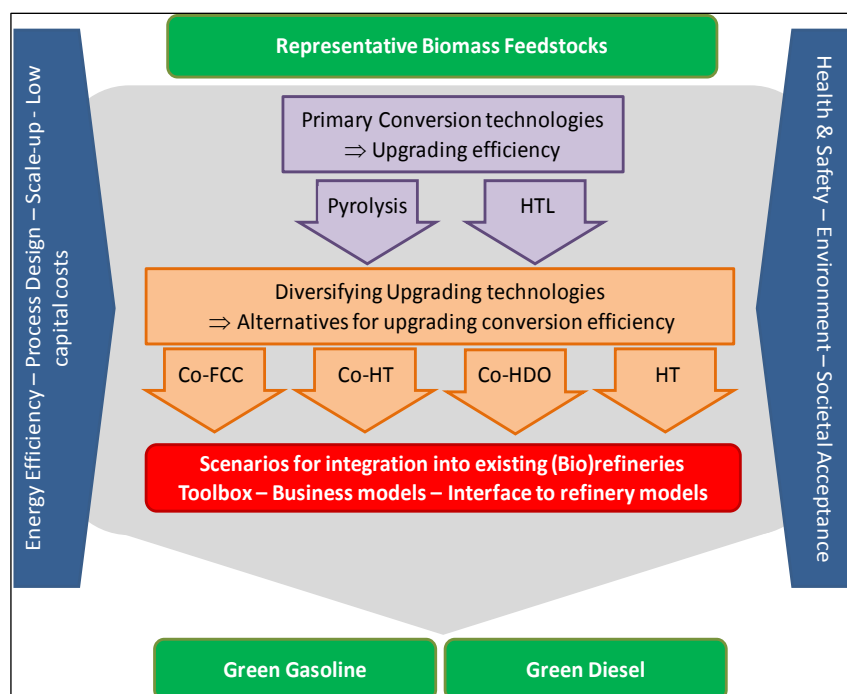 Representative Biomass Feedstocks
Energy Efficiency – Process Design – Scale-up - Low
capital costs
Health & Safety – Environment – Societal Acceptance
Primary Conversion technologies
⇒ Upgrading efficiency
Pyrolysis
HTL
Diversifying Upgrading technologies
⇒ Alternatives for upgrading conversion efficiency
Co-FCC
Co-HT
Co-HDO
HT
Scenarios for integration into existing (Bio)refineries
Toolbox – Business models – Interface to refinery models
Green Gasoline
Green Diesel